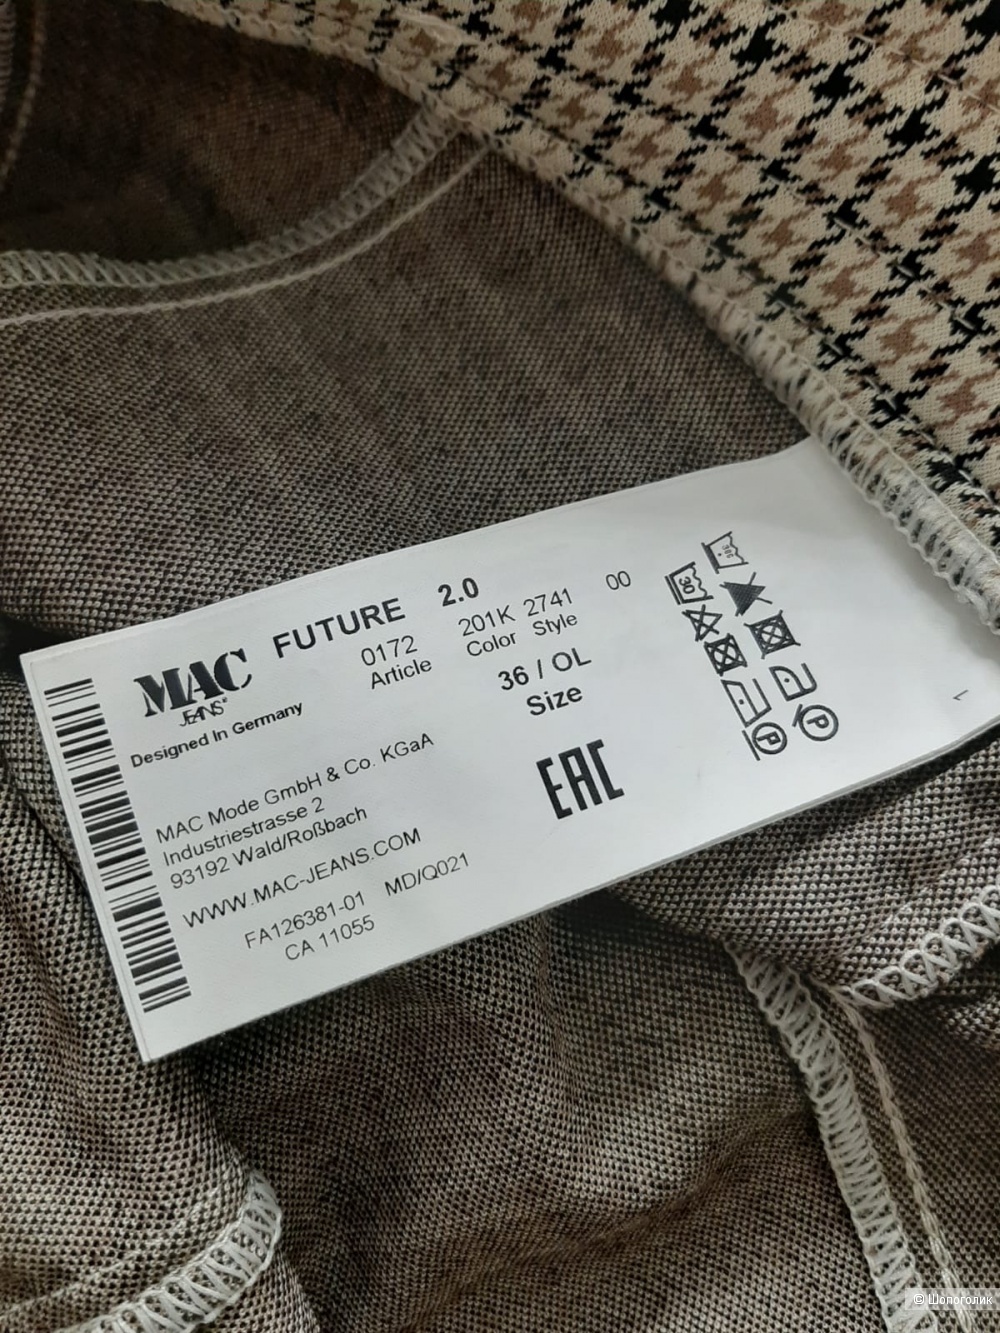 FUTURE 2.0
MAC
JEANS®
Designed In Germany
0172 201K 2741 00
Article Color Style
36 / OL
Size
MAC Mode GmbH & Co. KGaA
Industriestrasse 2
93192 Wald/Roßbach
WWW.MAC-JEANS.COM
FA126381-01 MD/Q021
CA 11055
EAC
30
P
P
© Шопоголик